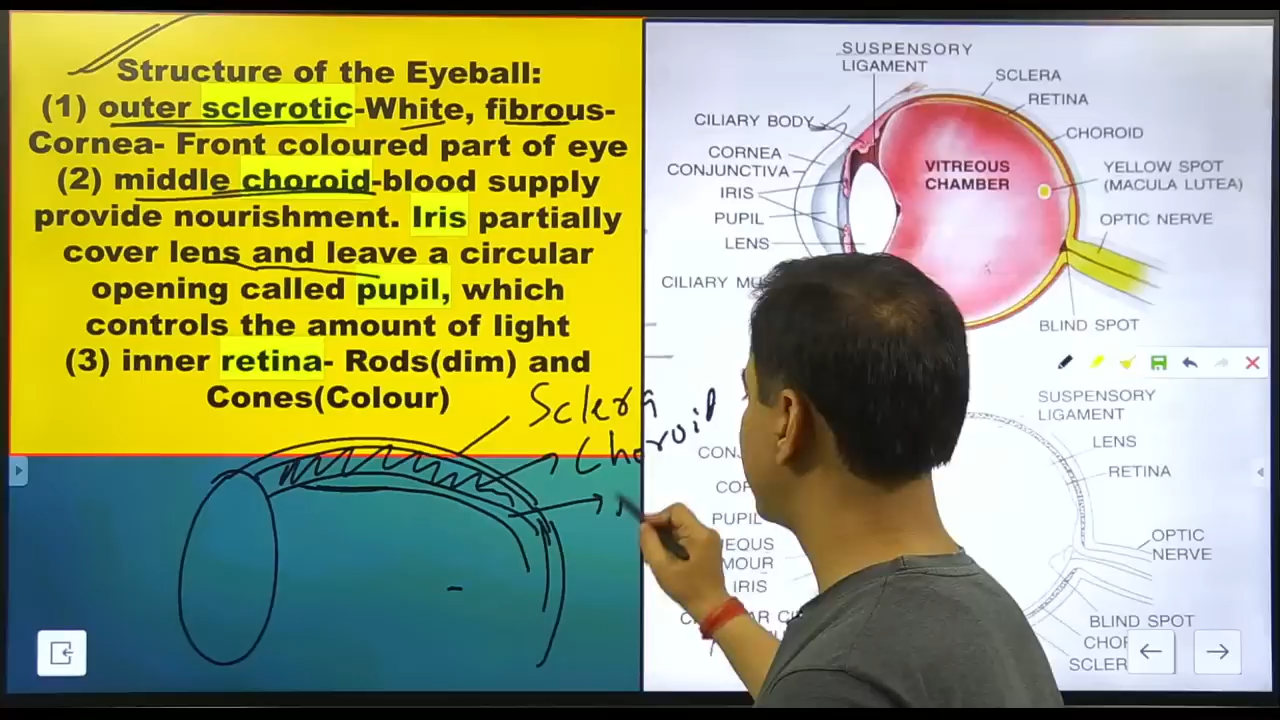 Structure of the Eyeball:
(1) outer sclerotic-White, fibrous-
Cornea- Front coloured part of eye
(2) middle choroid-blood supply
provide nourishment. Iris partially
cover lens and leave a circular
opening called pupil, which
controls the amount of light
(3) inner retina- Rods(dim) and
Cones(Colour)
Sclera
Choroid
SUSPENSORY
LIGAMENT
SCLERA
RETINA
CILIARY BODY
CHOROID
CORNEA
CONJUNCTIVA
IRIS
PUPIL
LENS
VITREOUS
CHAMBER
YELLOW SPOT
(MACULA LUTEA)
OPTIC NERVE
CILIARY
BLIND SPOT
SUSPENSORY
LIGAMENT
LENS
RETINA
PUPIL
IRIS
OPTIC
NERVE
BLIND SPOT